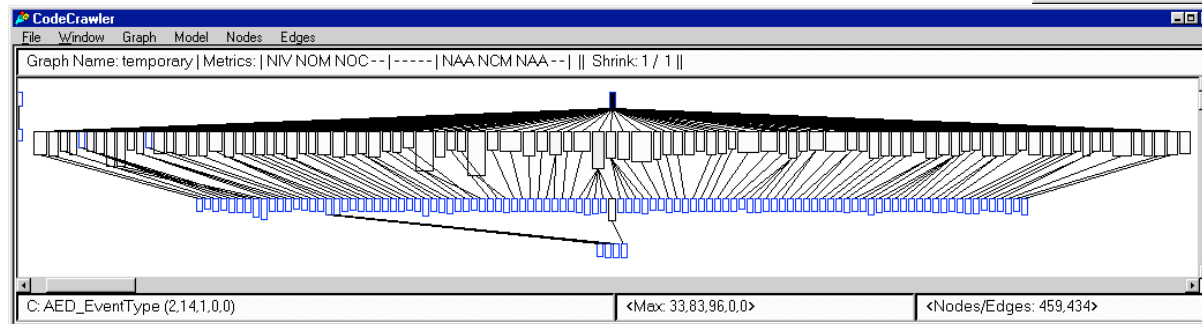 CodeCrawler
File Window Graph Model Nodes Edges
Graph Name: temporary | Metrics: | NIV NOM NOC--|-----| NAA NCM NAA--| || Shrink: 1 / 1 ||
C: AED_EventType (2,14,1,0,0) <Max: 33,83,96,0,0> <Nodes/Edges: 459,434>